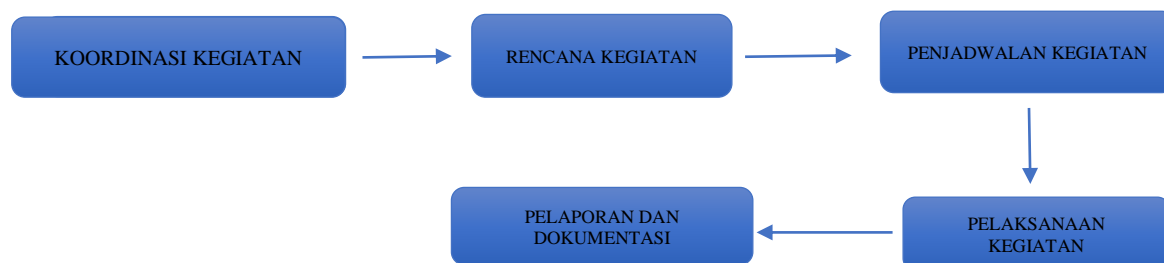 KOORDINASI KEGIATAN
RENCANA KEGIATAN
PENJADWALAN KEGIATAN
PELAKSANAAN
KEGIATAN
PELAPORAN DAN
DOKUMENTASI